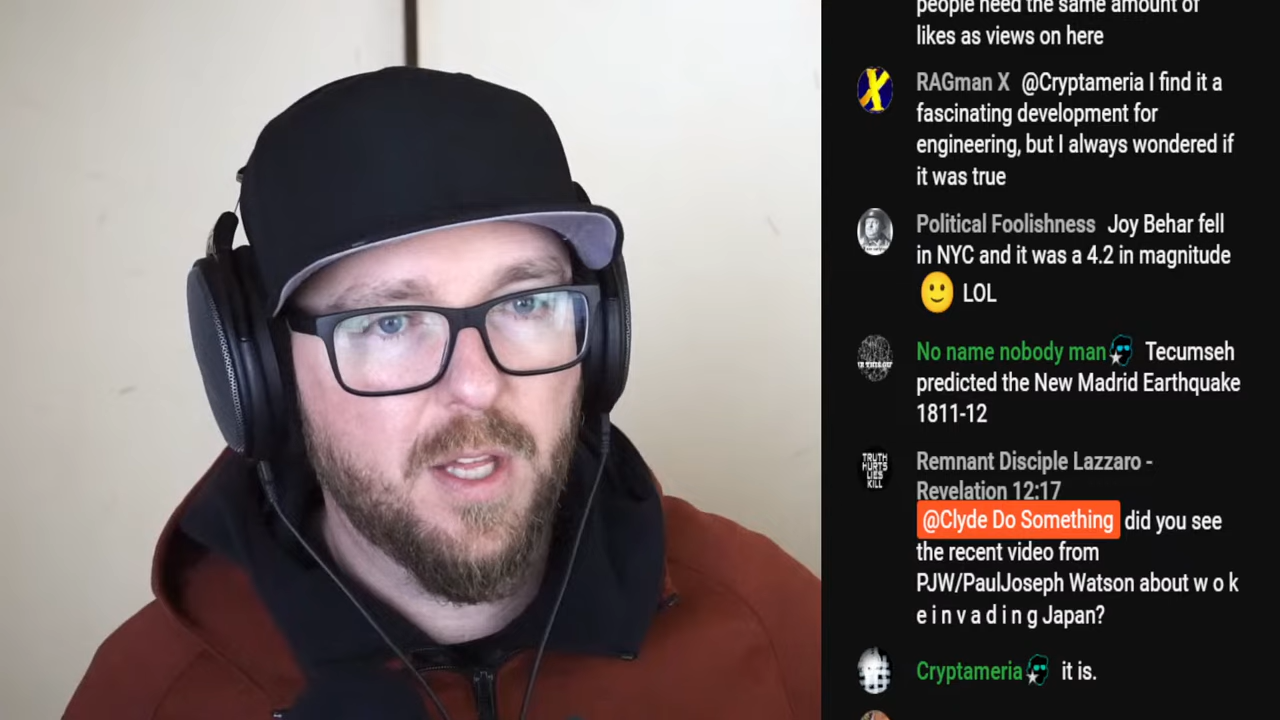 people need the same amount of
likes as views on here
RAGman X @Cryptameria I find it a
fascinating development for
engineering, but I always wondered if
it was true
Political Foolishness Joy Behar fell
in NYC and it was a 4.2 in magnitude
LOL
No name nobody man Tecumseh
predicted the New Madrid Earthquake
1811-12
TRUTH
HURTS
LIES
KILL
Remnant Disciple Lazzaro -
Revelation 12:17
@Clyde Do Something did you see
the recent video from
PJW/PaulJoseph Watson about w o k
e i n v a d i n g Japan?
Cryptameria it is.